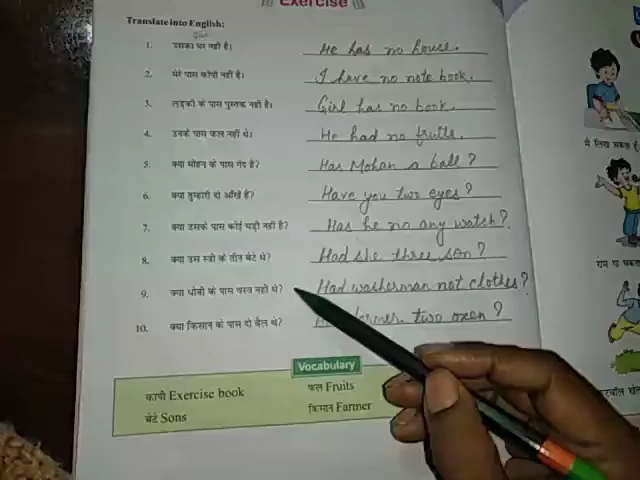 Exercise
Translate into English:
1. उसका घर नहीं है। He has no house.
2. मेरे पास कॉपी नहीं है। I have no note book.
3. लड़की के पास पुस्तक नहीं है। Girl has no book.
4. उनके पास फल नहीं थे। He had no fruits.
5. क्या मोहन के पास गेंद है? Has Mohan a ball?
6. क्या तुम्हारी दो आँखें हैं? Have you two eyes?
7. क्या उसके पास कोई घड़ी नहीं है? Has he no any watch?
8. क्या उस स्त्री के तीन बेटे थे? Had she three son?
9. क्या धोबी के पास वस्त्र नहीं थे? Had washerman not clothes?
10. क्या किसान के पास दो बैल थे? two oxen?
Vocabulary
कापी Exercise book फल Fruits
बेटे Sons किसान Farmer